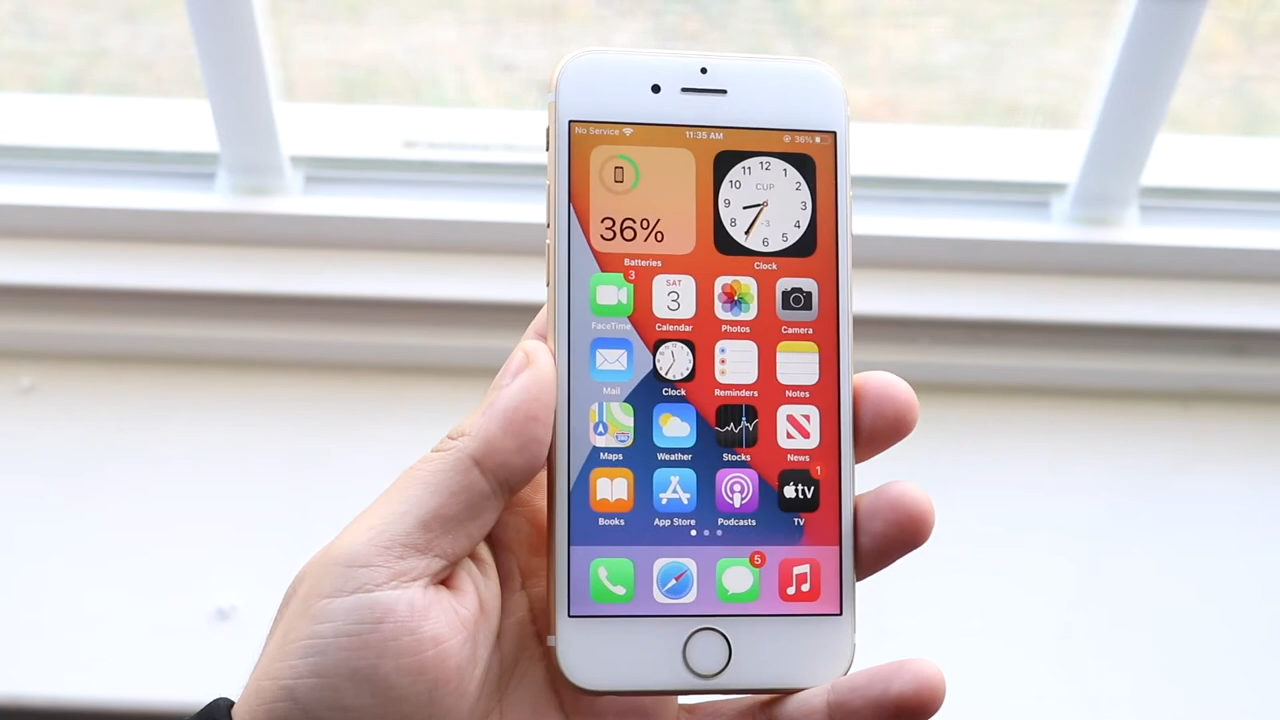 No Service 11:35 AM 36%
12
11 1
10 CUP 2
9 3
8 -3 4
7 5
6
36%
Batteries Clock
3
SAT
3
FaceTime Calendar Photos Camera
Mail Clock Reminders Notes
280
Maps Weather Stocks News
1
tv
Books App Store Podcasts TV
5